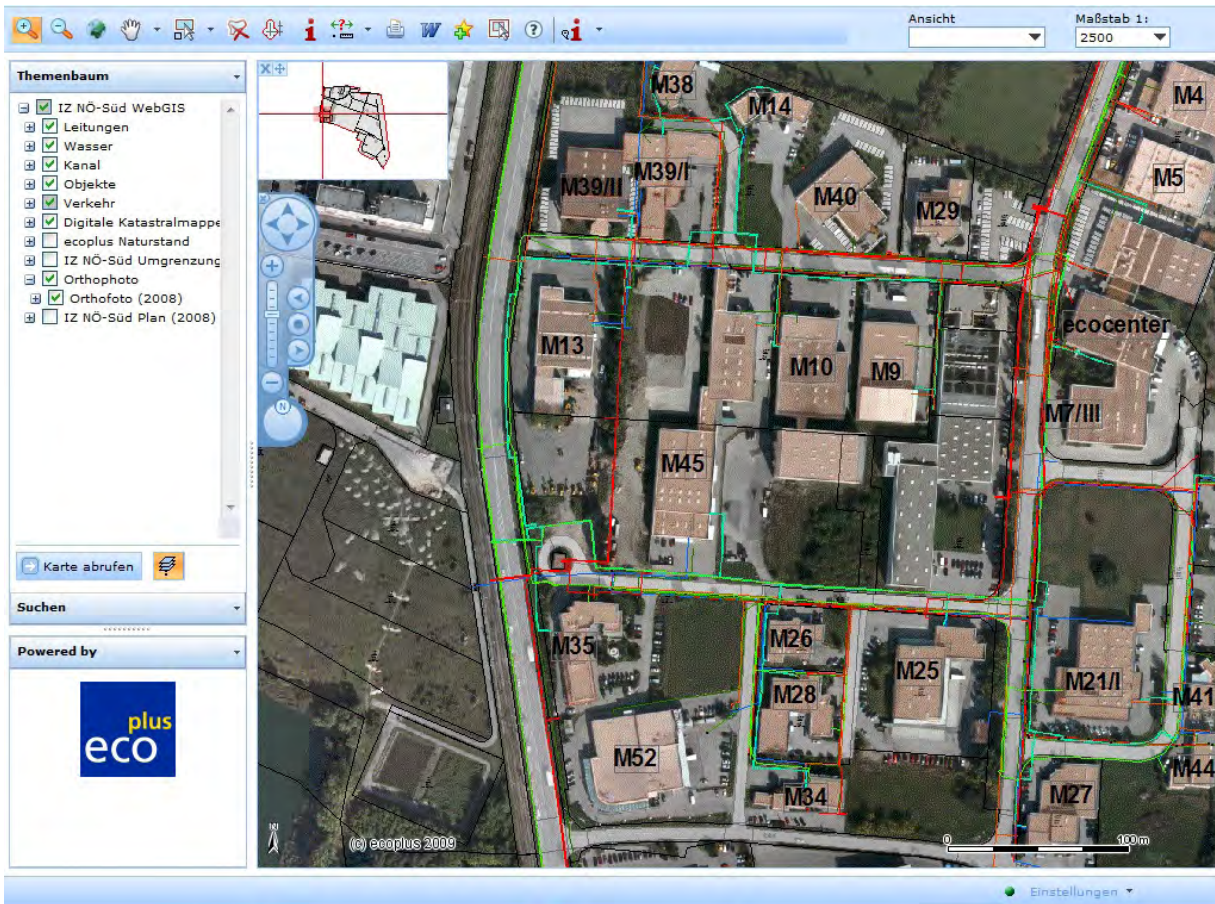 Ansicht
Maßstab 1:
2500
Themenbaum
IZ NÖ-Süd WebGIS
Leitungen
Wasser
Kanal
Objekte
Verkehr
Digitale Katastralmappe
ecoplus Naturstand
IZ NÖ-Süd Umgrenzung
Orthophoto
Orthofoto (2008)
IZ NÖ-Süd Plan (2008)
Karte abrufen
Suchen
Powered by
eco plus
N
M38
M14
M4
M39/I
M39/II
M40
M29
M5
ecocenter
M13
M10
M9
M7/III
M45
M35
M26
M25
M28
M21/I
M41
M52
M34
M27
M44
(c) ecoplus 2009
0
100 m
Einstellungen